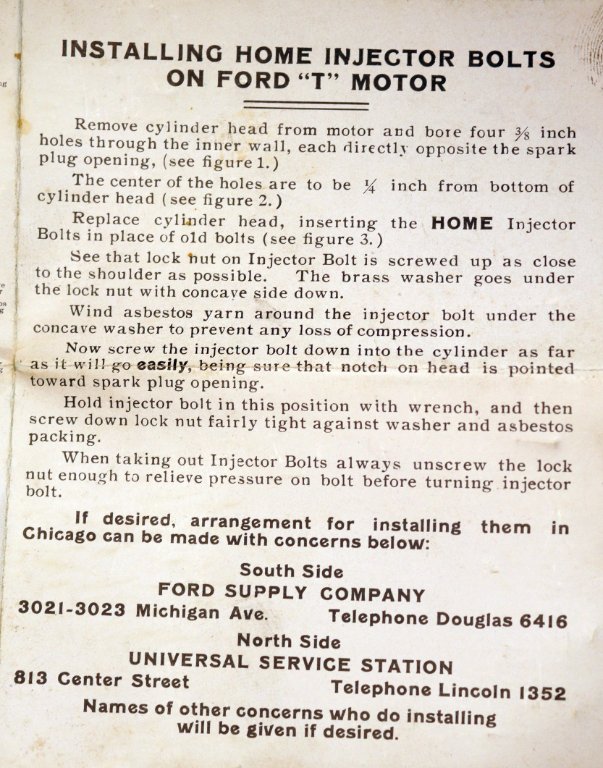 INSTALLING HOME INJECTOR BOLTS
ON FORD "T" MOTOR
Remove cylinder head from motor and bore four ⅜ inch
holes through the inner wall, each directly opposite the spark
plug opening, (see figure 1.)
The center of the holes are to be ¼ inch from bottom of
cylinder head (see figure 2.)
Replace cylinder head, inserting the HOME Injector
Bolts in place of old bolts (see figure 3.)
See that lock nut on Injector Bolt is screwed up as close
to the shoulder as possible. The brass washer goes under
the lock nut with concave side down.
Wind asbestos yarn around the injector bolt under the
concave washer to prevent any loss of compression.
Now screw the injector bolt down into the cylinder as far
as it will go easily, being sure that notch on head is pointed
toward spark plug opening.
Hold injector bolt in this position with wrench, and then
screw down lock nut fairly tight against washer and asbestos
packing.
When taking out Injector Bolts always unscrew the lock
nut enough to relieve pressure on bolt before turning injector
bolt.
If desired, arrangement for installing them in
Chicago can be made with concerns below:
South Side
FORD SUPPLY COMPANY
3021-3023 Michigan Ave. Telephone Douglas 6416
North Side
UNIVERSAL SERVICE STATION
813 Center Street Telephone Lincoln 1352
Names of other concerns who do installing
will be given if desired.